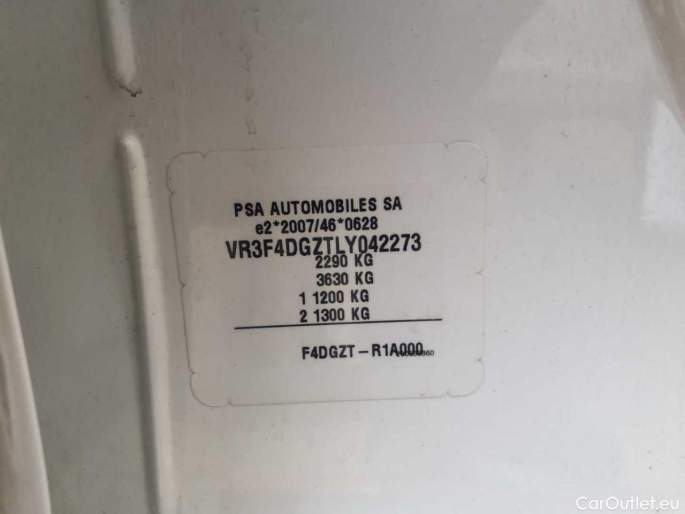 PSA AUTOMOBILES SA
e2*2007/46*0628
VR3F4DGZTLY042273
2290 KG
3630 KG
1 1200 KG
2 1300 KG
F4DGZT-R1A000
CarOutlet.eu